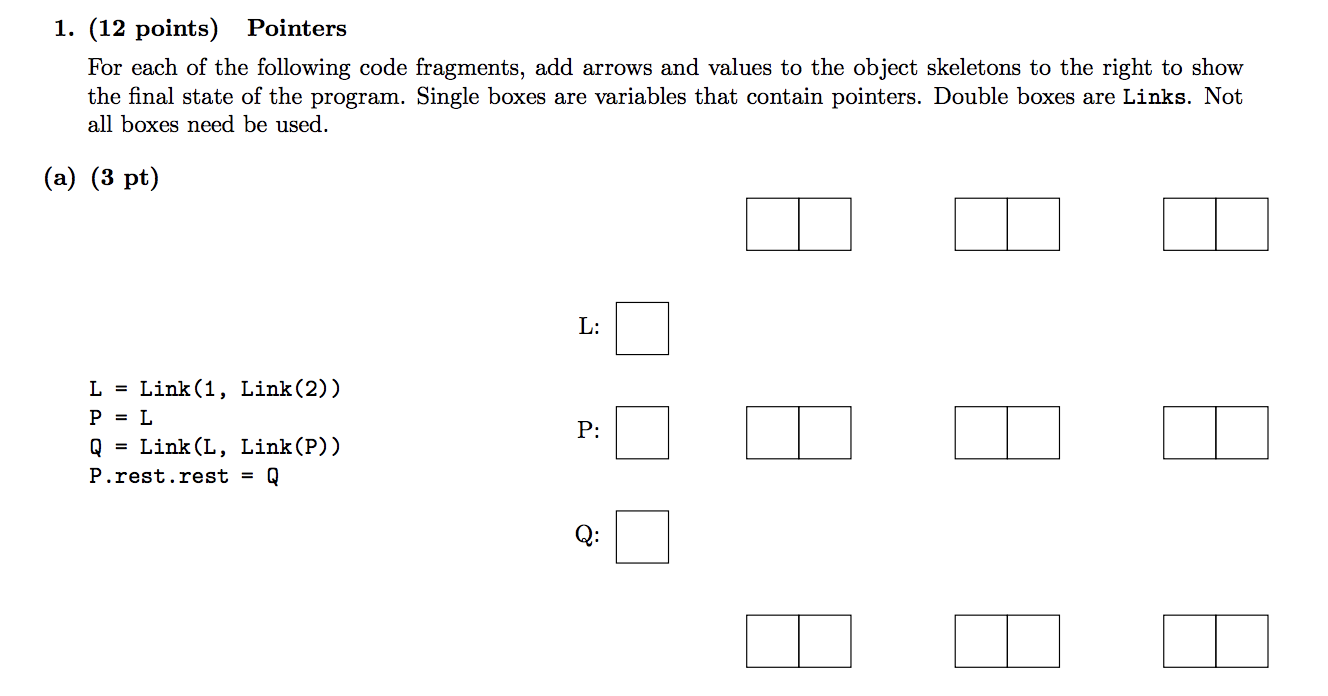 1. (12 points) Pointers
For each of the following code fragments, add arrows and values to the object skeletons to the right to show
the final state of the program. Single boxes are variables that contain pointers. Double boxes are Links. Not
all boxes need be used.
(a) (3 pt)
L = Link(1, Link(2))
P = L
Q = Link(L, Link(P))
P.rest.rest = Q
L:
P:
Q: